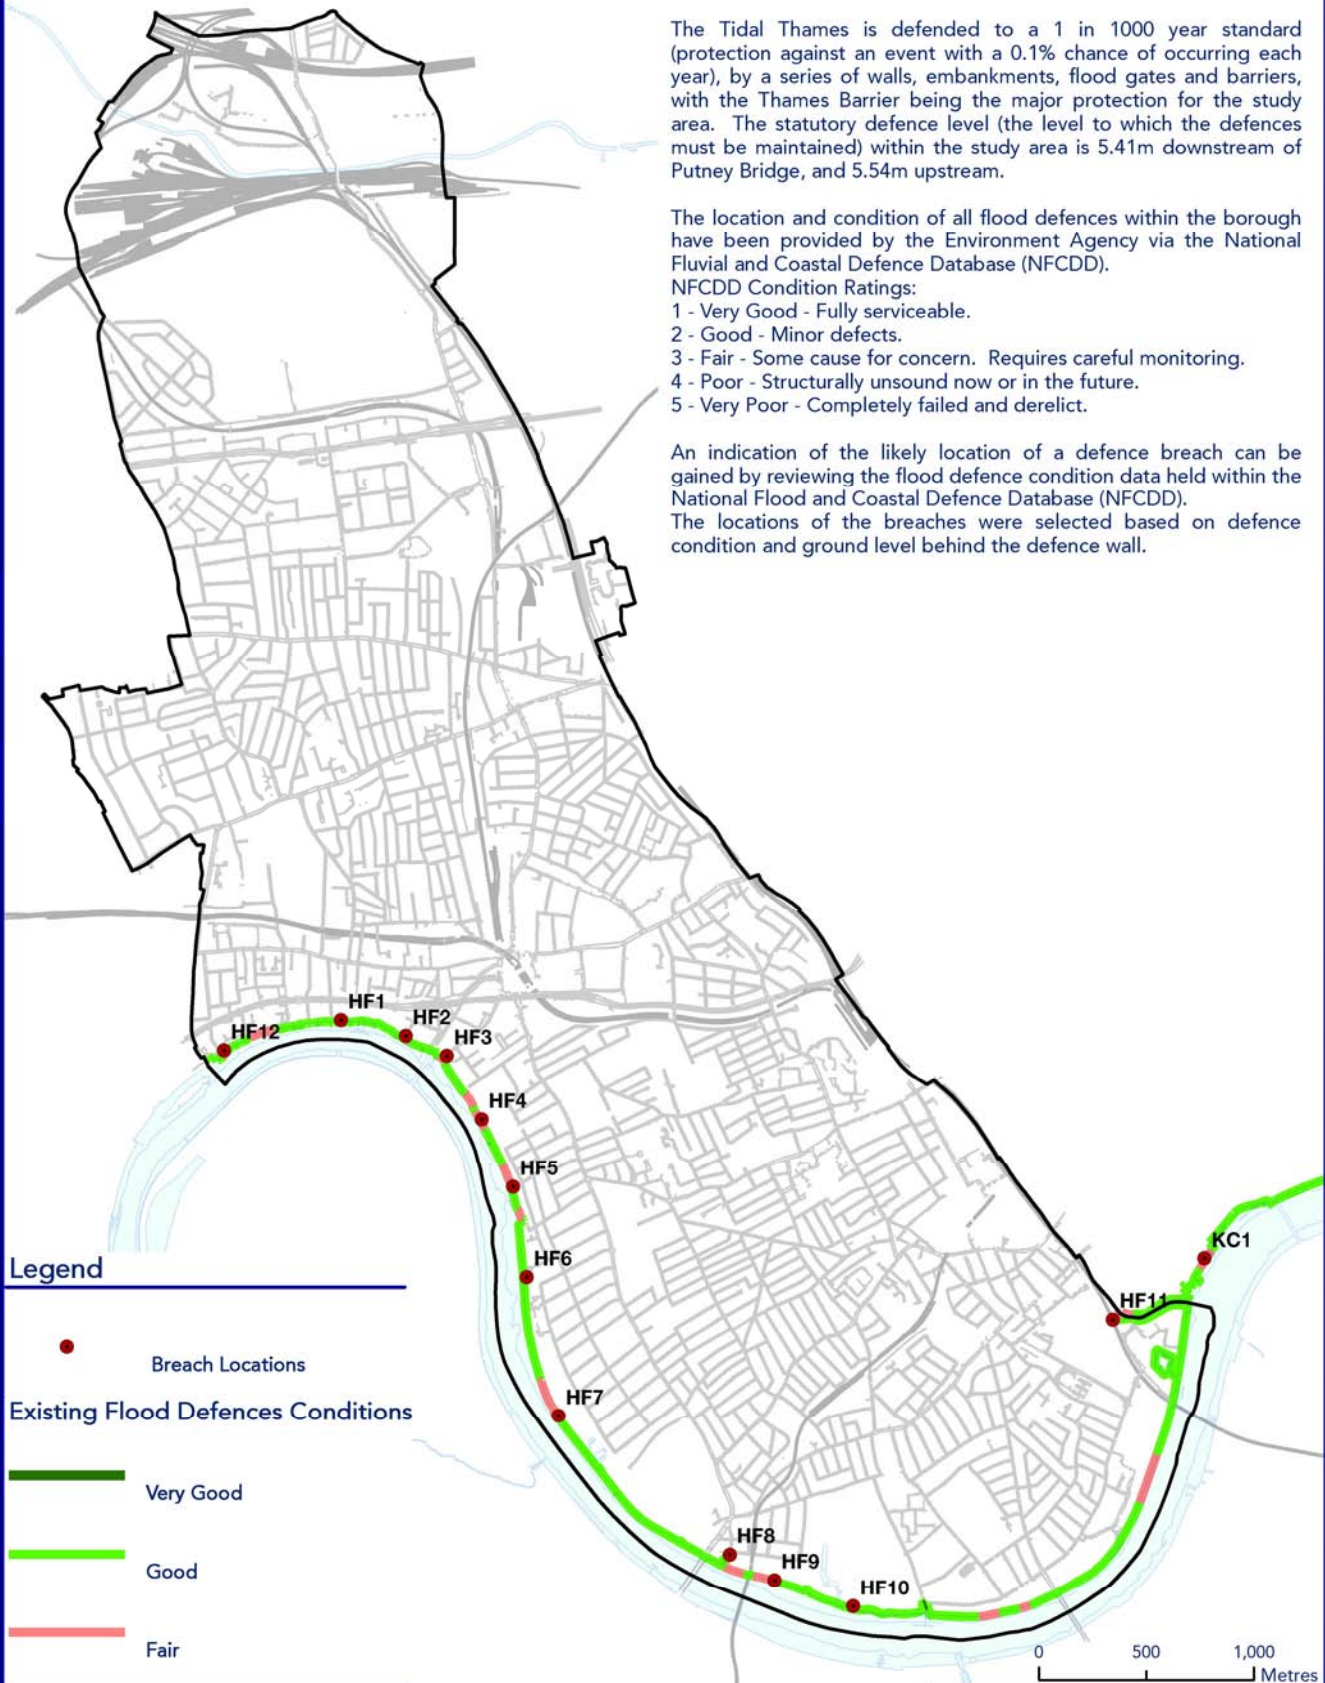 The Tidal Thames is defended to a 1 in 1000 year standard
(protection against an event with a 0.1% chance of occurring each
year), by a series of walls, embankments, flood gates and barriers,
with the Thames Barrier being the major protection for the study
area. The statutory defence level (the level to which the defences
must be maintained) within the study area is 5.41m downstream of
Putney Bridge, and 5.54m upstream.
The location and condition of all flood defences within the borough
have been provided by the Environment Agency via the National
Fluvial and Coastal Defence Database (NFCDD).
NFCDD Condition Ratings:
1 - Very Good - Fully serviceable.
2 - Good - Minor defects.
3 - Fair - Some cause for concern. Requires careful monitoring.
4 - Poor - Structurally unsound now or in the future.
5 - Very Poor - Completely failed and derelict.
An indication of the likely location of a defence breach can be
gained by reviewing the flood defence condition data held within the
National Flood and Coastal Defence Database (NFCDD).
The locations of the breaches were selected based on defence
condition and ground level behind the defence wall.
HF12
HF1
HF2
HF3
HF4
HF5
HF6
HF7
HF8
HF9
HF10
HF11
KC1
Legend
Breach Locations
Existing Flood Defences Conditions
Very Good
Good
Fair
0 500 1,000
Metres